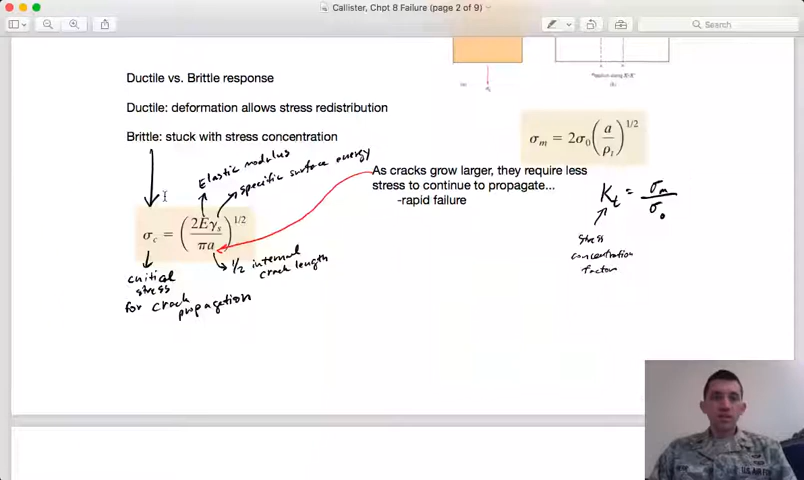 Callister, Chpt 8 Failure (page 2 of 9)
Search
Ductile vs. Brittle response
Ductile: deformation allows stress redistribution
Brittle: stuck with stress concentration
Elastic modulus
specific surface energy
σc = (2Eγs / πa)^1/2
critical
stress
for crack
propagation
1/2 internal
crack length
σm = 2σ0 (a / ρt)^1/2
As cracks grow larger, they require less
stress to continue to propagate...
-rapid failure
Kt = σm / σo
stress
concentration
factor
(a)
(b)
U.S. AIR